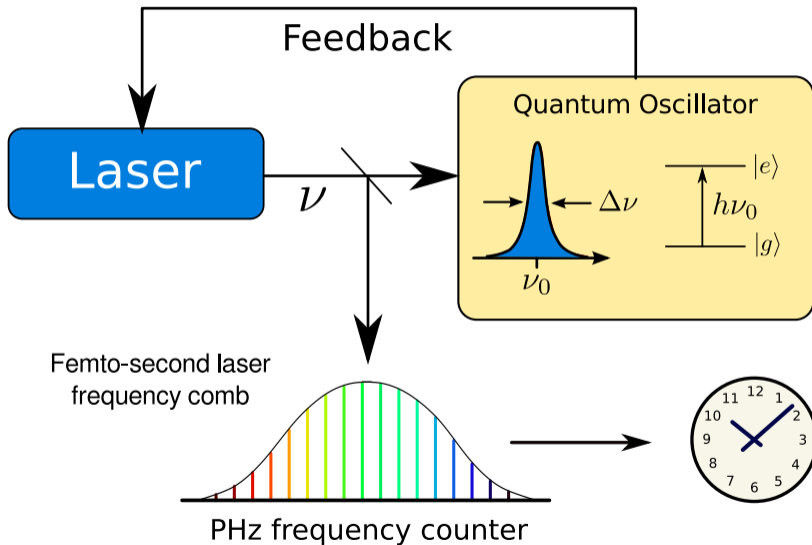 Feedback
Laser
ν
Quantum Oscillator
Δν
ν₀
|e⟩
hν₀
|g⟩
Femto-second laser
frequency comb
PHz frequency counter
12
1
2
3
4
5
6
7
8
9
10
11